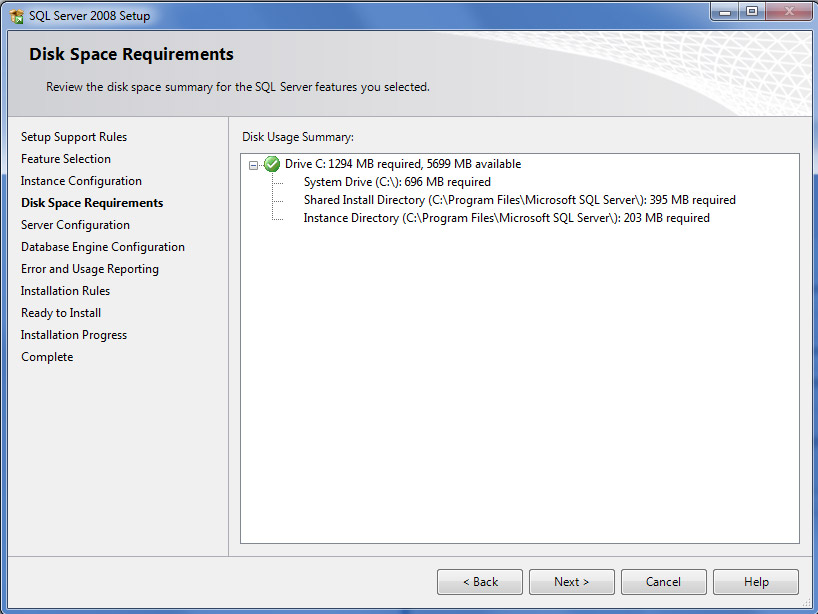 SQL Server 2008 Setup
Disk Space Requirements
Review the disk space summary for the SQL Server features you selected.
Setup Support Rules
Feature Selection
Instance Configuration
Disk Space Requirements
Server Configuration
Database Engine Configuration
Error and Usage Reporting
Installation Rules
Ready to Install
Installation Progress
Complete
Disk Usage Summary:
Drive C: 1294 MB required, 5699 MB available
System Drive (C:\): 696 MB required
Shared Install Directory (C:\Program Files\Microsoft SQL Server\): 395 MB required
Instance Directory (C:\Program Files\Microsoft SQL Server\): 203 MB required
< Back
Next >
Cancel
Help